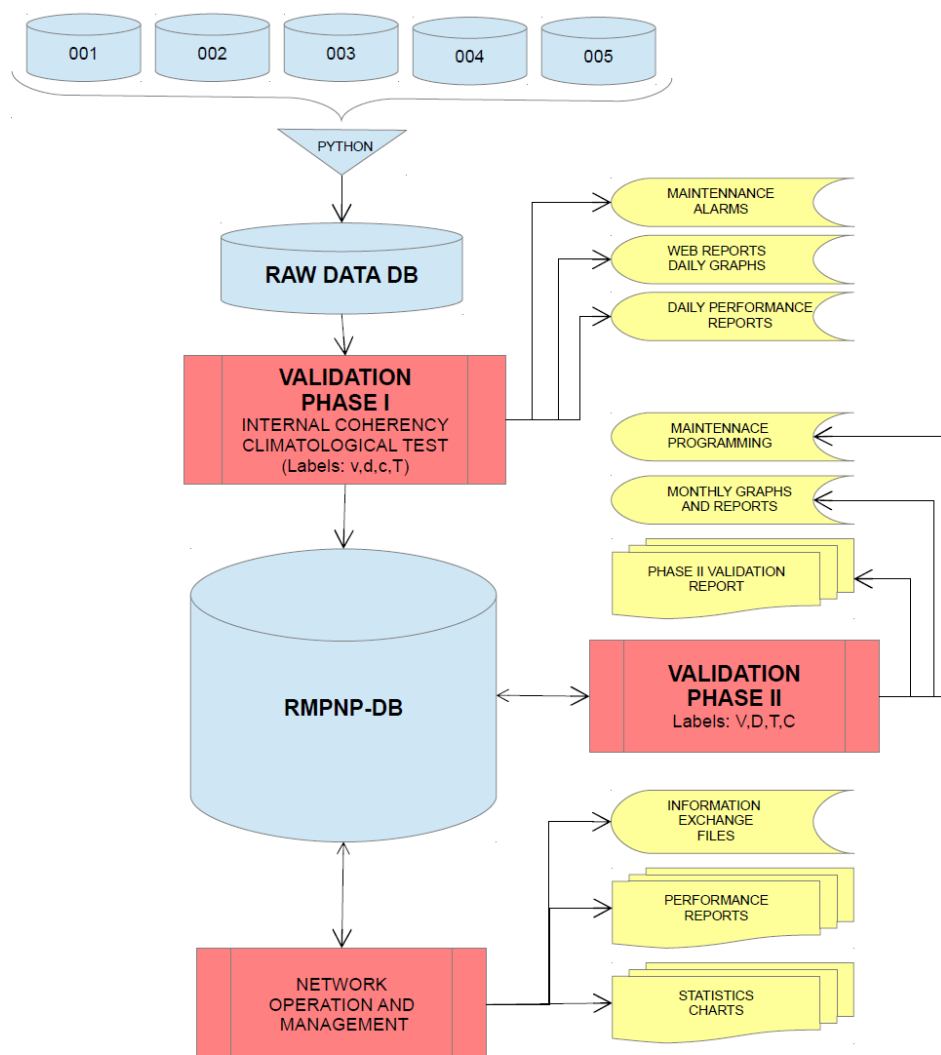 001
002
003
004
005
PYTHON
MAINTENNANCE
ALARMS
RAW DATA DB
WEB REPORTS
DAILY GRAPHS
DAILY PERFORMANCE
REPORTS
VALIDATION
PHASE I
INTERNAL COHERENCY
CLIMATOLOGICAL TEST
(Labels: v,d,c,T)
MAINTENNACE
PROGRAMMING
MONTHLY GRAPHS
AND REPORTS
PHASE II VALIDATION
REPORT
RMPNP-DB
VALIDATION
PHASE II
Labels: V,D,T,C
INFORMATION
EXCHANGE
FILES
PERFORMANCE
REPORTS
NETWORK
OPERATION AND
MANAGEMENT
STATISTICS
CHARTS